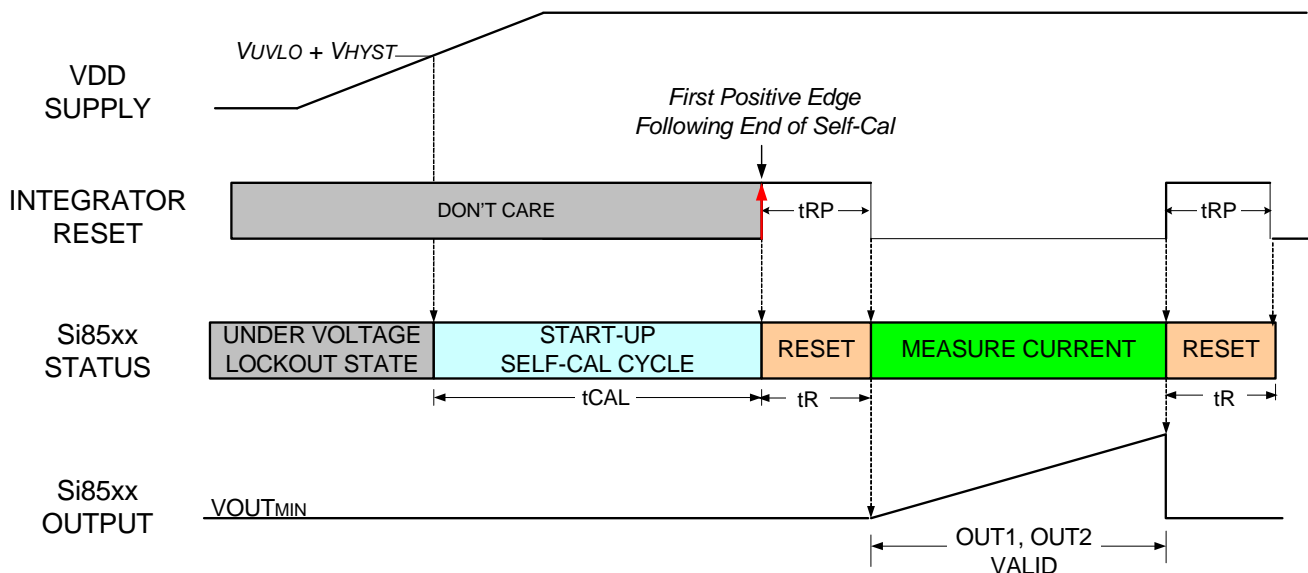 VUVLO + VHYST
VDD
SUPPLY
First Positive Edge
Following End of Self-Cal
INTEGRATOR
RESET
DON'T CARE
tRP
tRP
Si85xx
STATUS
UNDER VOLTAGE
LOCKOUT STATE
START-UP
SELF-CAL CYCLE
RESET
MEASURE CURRENT
RESET
tCAL
tR
tR
Si85xx
OUTPUT
VOUTMIN
OUT1, OUT2
VALID